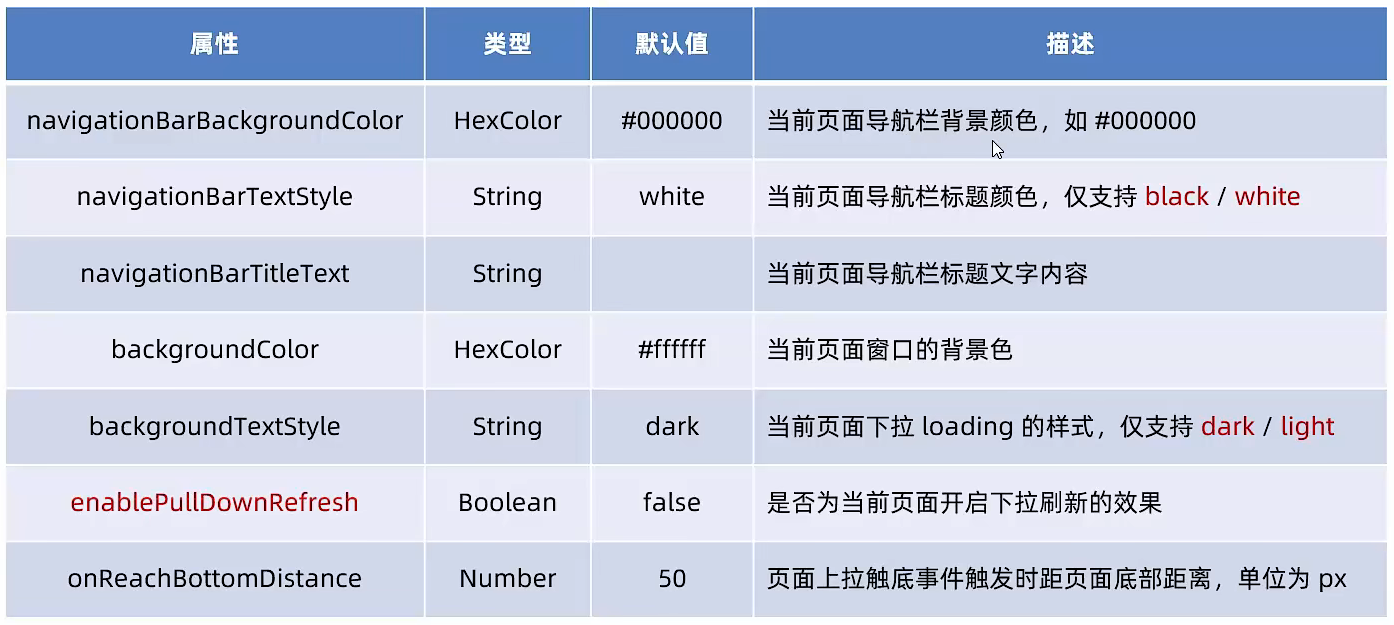 属性 类型 默认值 描述
navigationBarBackgroundColor HexColor #000000 当前页面导航栏背景颜色，如 #000000
navigationBarTextStyle String white 当前页面导航栏标题颜色，仅支持 black / white
navigationBarTitleText String 当前页面导航栏标题文字内容
backgroundColor HexColor #ffffff 当前页面窗口的背景色
backgroundTextStyle String dark 当前页面下拉 loading 的样式，仅支持 dark / light
enablePullDownRefresh Boolean false 是否为当前页面开启下拉刷新的效果
onReachBottomDistance Number 50 页面上拉触底事件触发时距页面底部距离，单位为 px